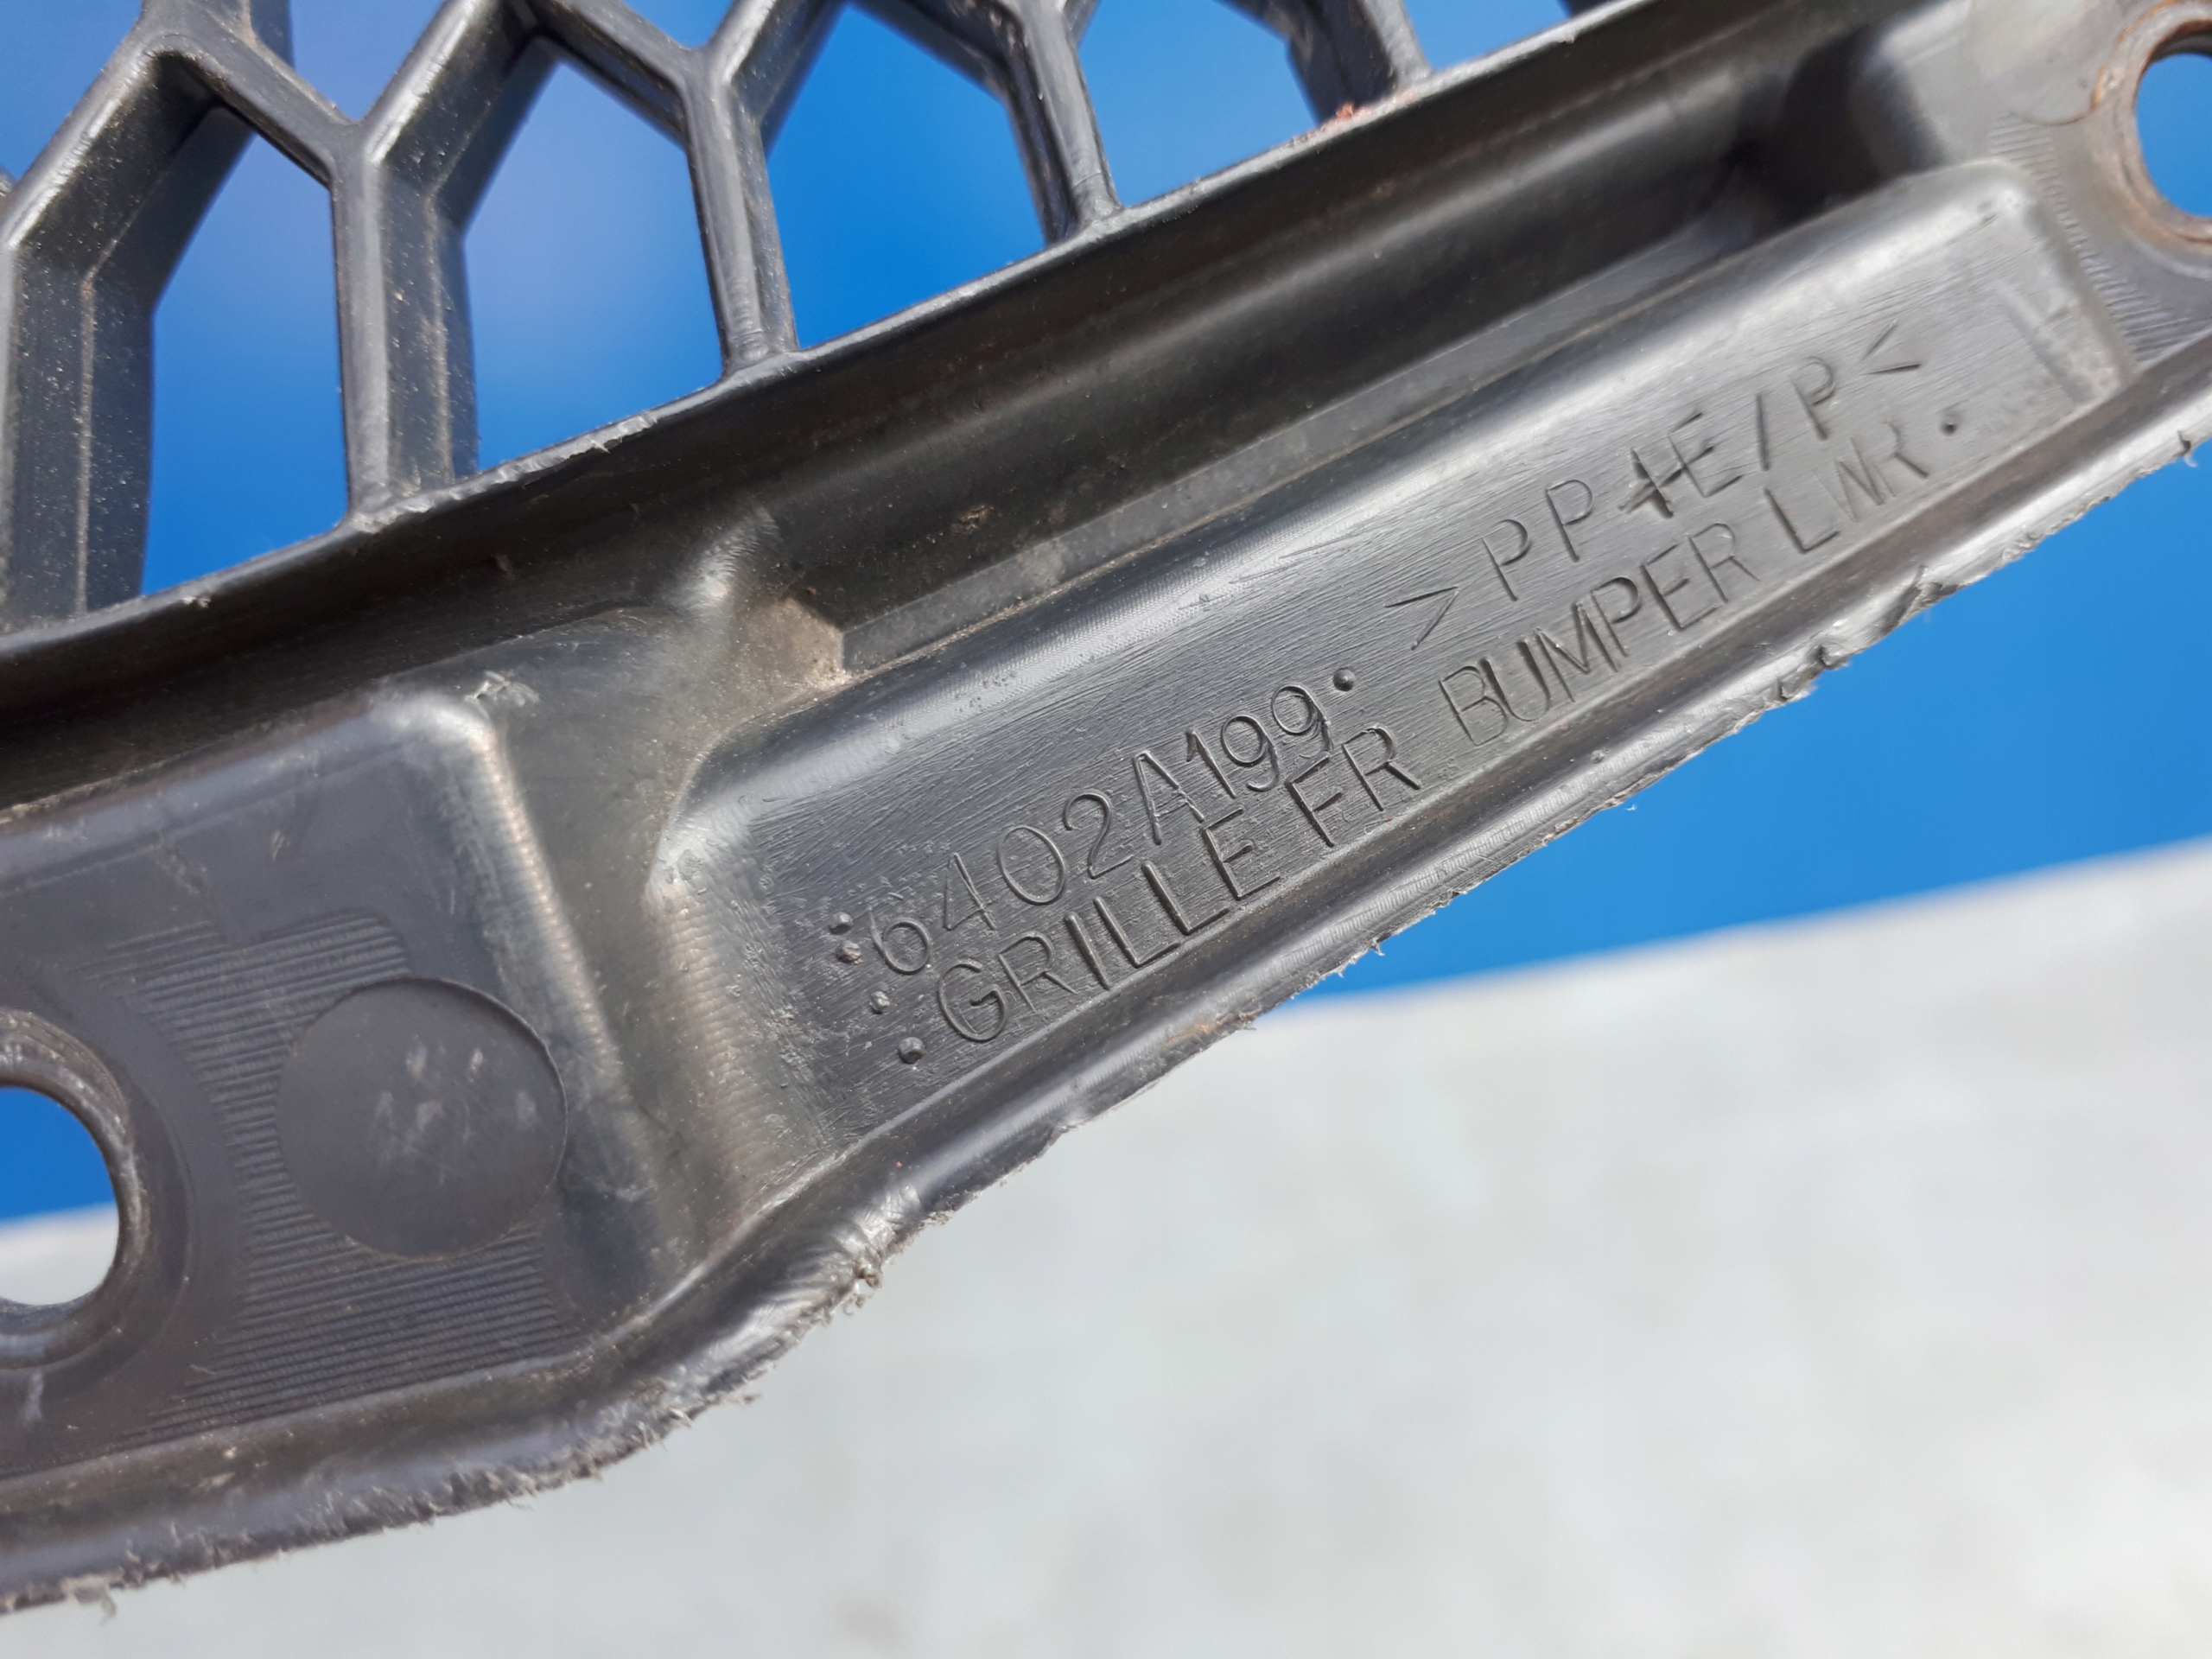 6402A199 >PP+E/P<
GRILLE FR BUMPER LWR.